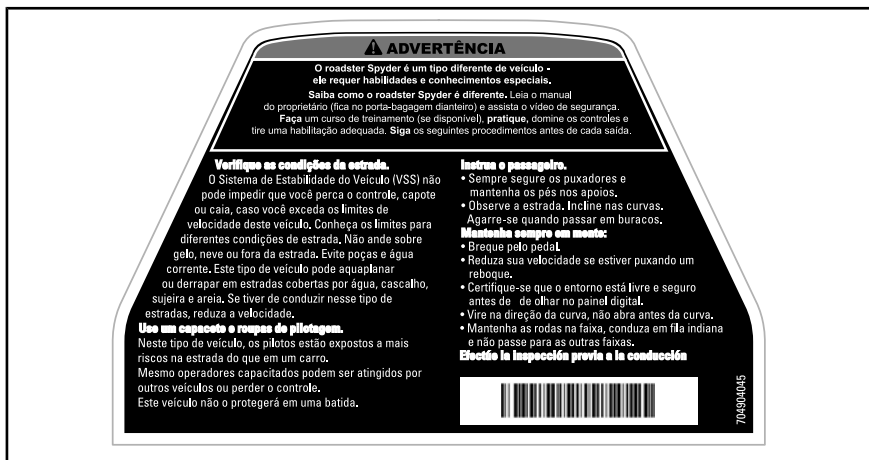 ADVERTÊNCIA
O roadster Spyder é um tipo diferente de veículo -
ele requer habilidades e conhecimentos especiais.
Saiba como o roadster Spyder é diferente. Leia o manual
do proprietário (fica no porta-bagagem dianteiro) e assista o vídeo de segurança.
Faça um curso de treinamento (se disponível), pratique, domine os controles e
tire uma habilitação adequada. Siga os seguintes procedimentos antes de cada saída.
Verifique as condições da estrada.
O Sistema de Estabilidade do Veículo (VSS) não
pode impedir que você perca o controle, capote
ou caia, caso você exceda os limites de
velocidade deste veículo. Conheça os limites para
diferentes condições de estrada. Não ande sobre
gelo, neve ou fora da estrada. Evite poças e água
corrente. Este tipo de veículo pode aquaplanar
ou derrapar em estradas cobertas por água, cascalho,
sujeira e areia. Se tiver de conduzir nesse tipo de
estradas, reduza a velocidade.
Use um capacete e roupas de pilotagem.
Neste tipo de veículo, os pilotos estão expostos a mais
riscos na estrada do que em um carro.
Mesmo operadores capacitados podem ser atingidos por
outros veículos ou perder o controle.
Este veículo não o protegerá em uma batida.
Instrua o passageiro.
• Sempre segure os puxadores e
mantenha os pés nos apoios.
• Observe a estrada. Incline nas curvas.
Agarre-se quando passar em buracos.
Mantenha sempre em mente:
• Breque pelo pedal.
• Reduza sua velocidade se estiver puxando um
reboque.
• Certifique-se que o entorno está livre e seguro
antes de de olhar no painel digital.
• Vire na direção da curva, não abra antes da curva.
• Mantenha as rodas na faixa, conduza em fila indiana
e não passe para as outras faixas.
Efectúe la inspección previa a la conducción
704904045